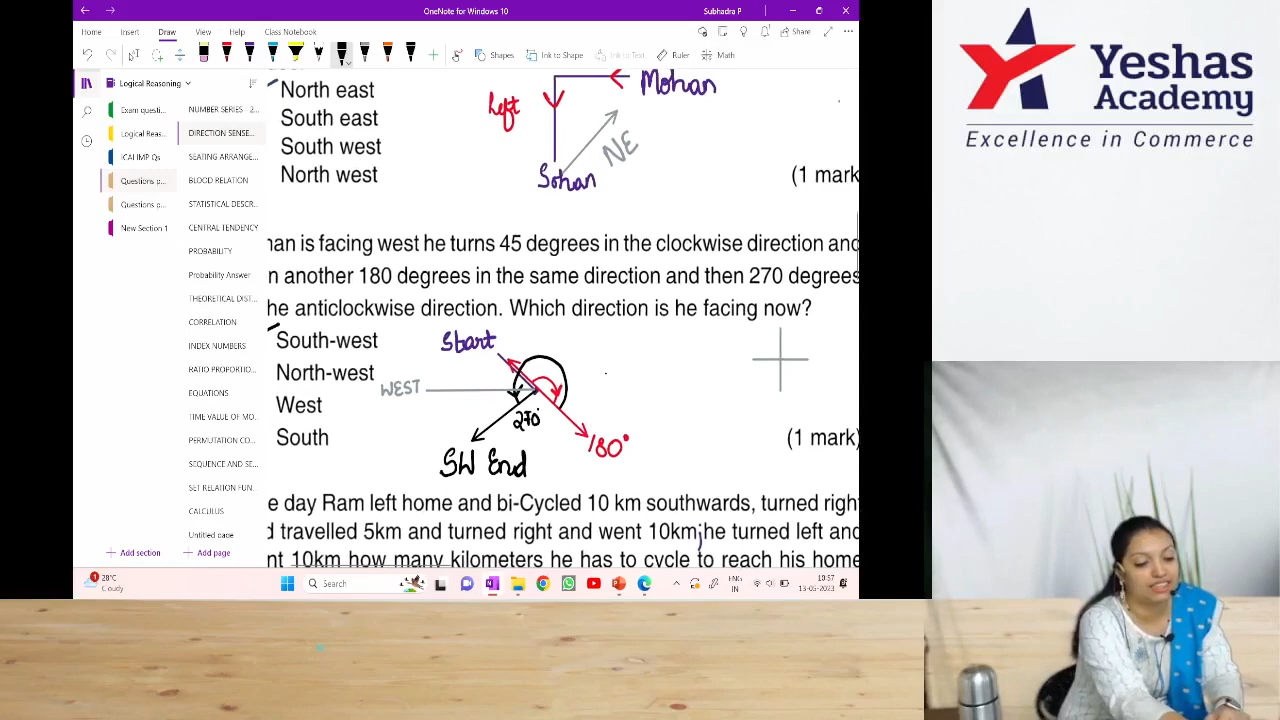 OneNote for Windows 10
Subhadra P
Home Insert Draw View Help Class Notebook
Share
Shapes Ink to Shape Ink to Text Ruler Math
Logical Reasoning
Exam questi...
Logical Reas...
ICAI IMP Qs
Questions p...
Questions p...
New Section 1
NUMBER SERIES - 2...
DIRECTION SENSE...
SEATING ARRANGE...
BLOOD RELATION
STATISTICAL DESCR...
CENTRAL TENDENCY
PROBABILITY
Probability Answer
THEORETICAL DIST...
CORRELATION
INDEX NUMBERS
RATIO PROPORTIO...
EQUATIONS
TIME VALUE OF MO...
PERMUTATION CO...
SEQUENCE AND SE...
SET RELATION FUN...
CALCULUS
Untitled page
Add section
Add page
North east
South east
South west
North west
Left
Mohan
NE
Sohan
(1 mark
han is facing west he turns 45 degrees in the clockwise direction and
n another 180 degrees in the same direction and then 270 degrees
he anticlockwise direction. Which direction is he facing now?
South-west
North-west
West
South
Start
WEST
270°
180°
SW End
(1 mark)
e day Ram left home and bi-Cycled 10 km southwards, turned right
d travelled 5km and turned right and went 10km;he turned left and
nt 10km how many kilometers he has to cycle to reach his home
28°C
Cloudy
Search
ENG
IN
10:57
13-05-2023
Yeshas
Academy
Excellence in Commerce